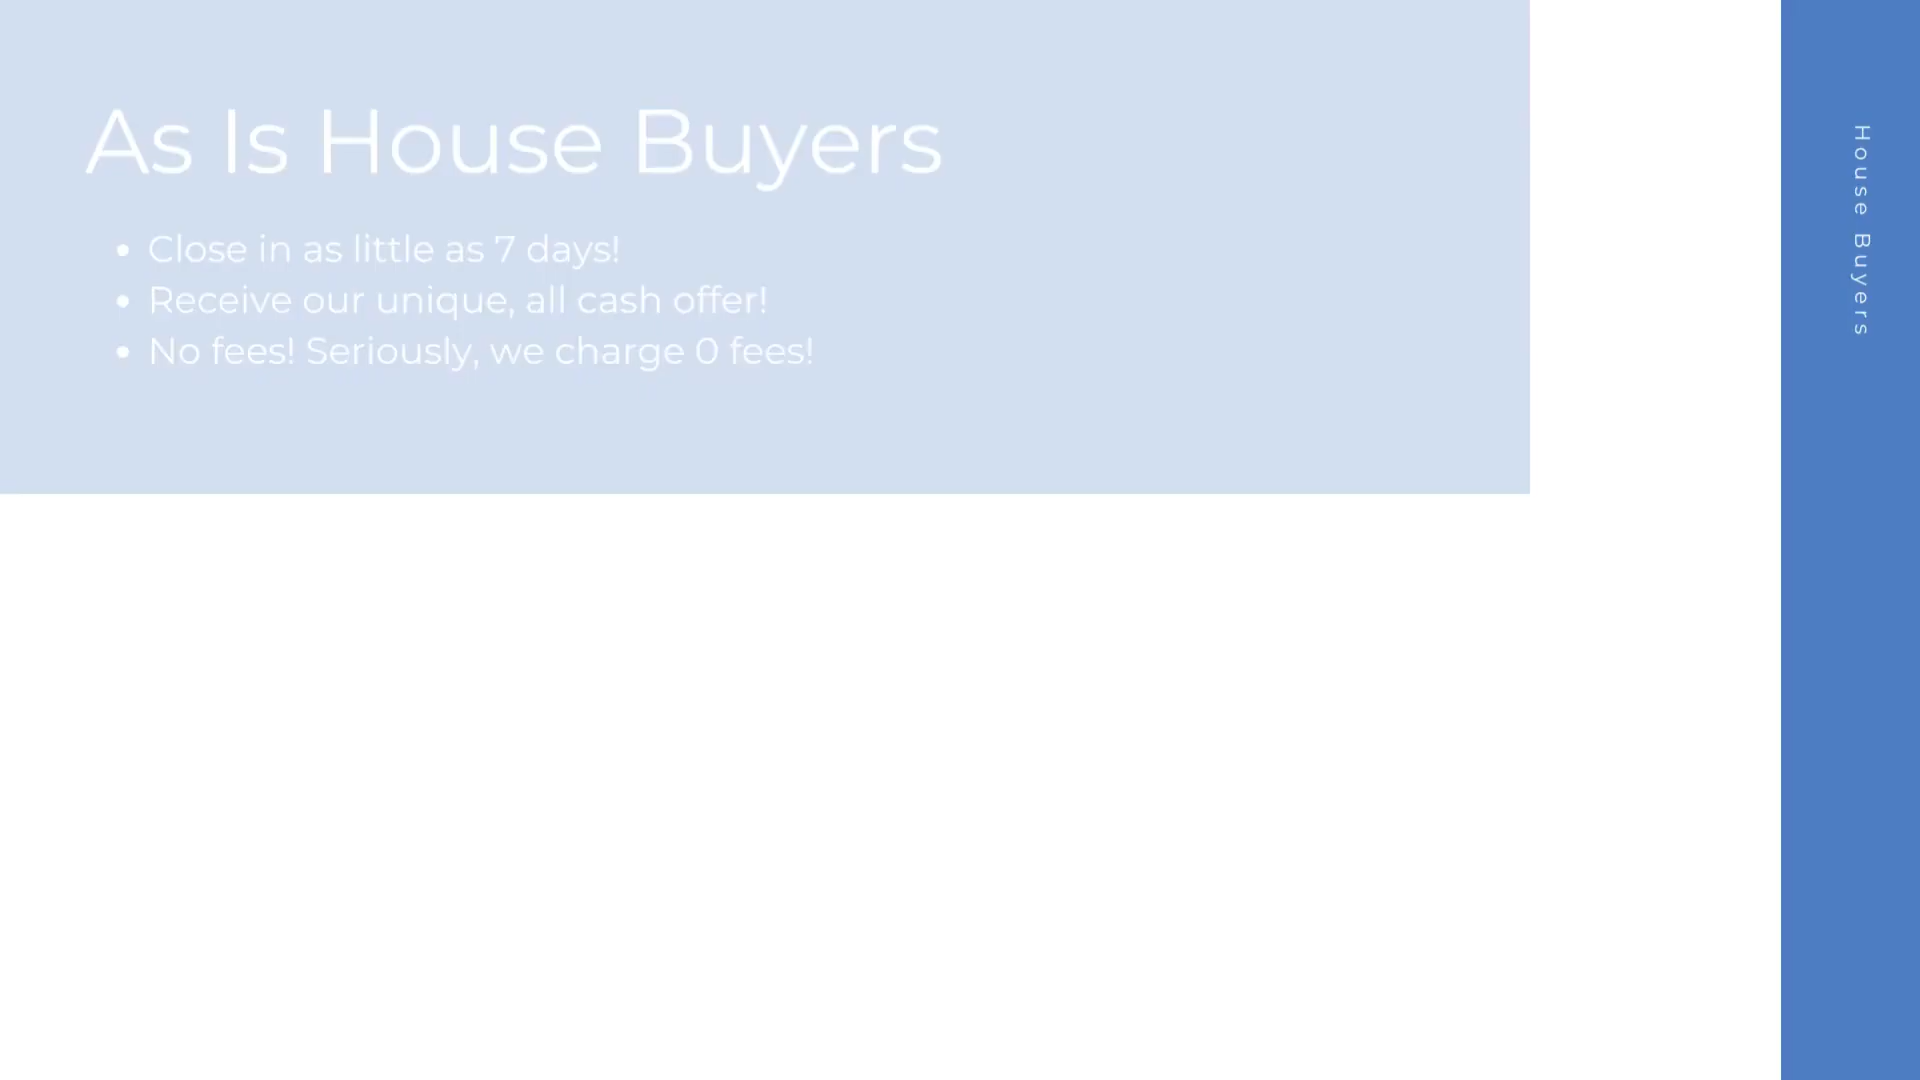 As Is House Buyers
• Close in as little as 7 days!
• Receive our unique, all cash offer!
• No fees! Seriously, we charge 0 fees!
House Buyers